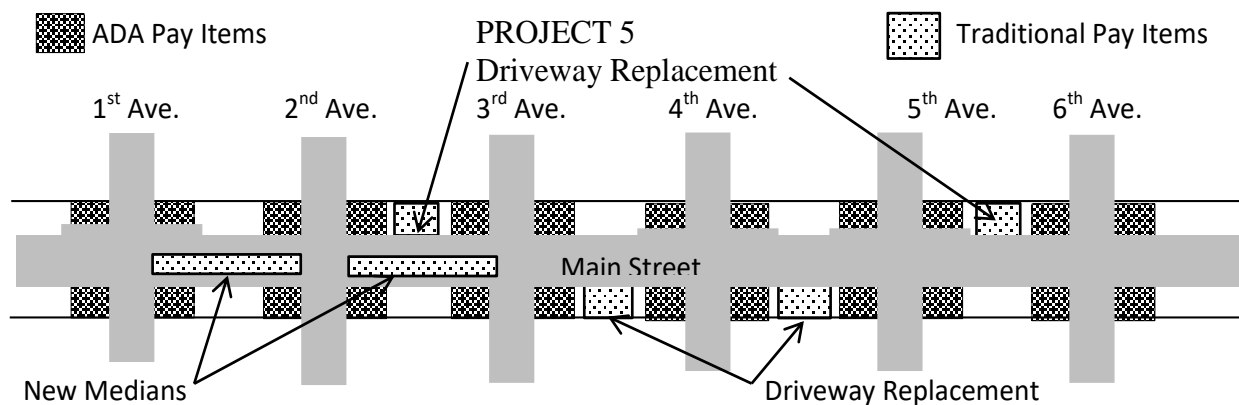 ADA Pay Items
PROJECT 5
Driveway Replacement
Traditional Pay Items
1st Ave.
2nd Ave.
3rd Ave.
4th Ave.
5th Ave.
6th Ave.
Main Street
New Medians
Driveway Replacement